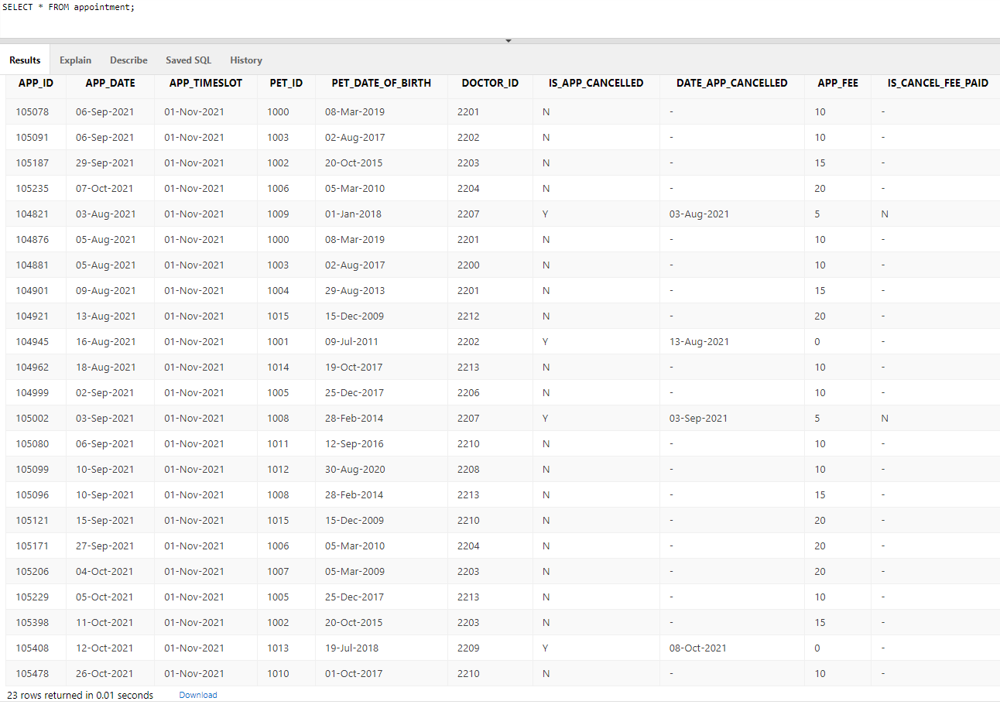 SELECT * FROM appointment;
Results Explain Describe Saved SQL History
APP_ID APP_DATE APP_TIMESLOT PET_ID PET_DATE_OF_BIRTH DOCTOR_ID IS_APP_CANCELLED DATE_APP_CANCELLED APP_FEE IS_CANCEL_FEE_PAID
105078 06-Sep-2021 01-Nov-2021 1000 08-Mar-2019 2201 N - 10 -
105091 06-Sep-2021 01-Nov-2021 1003 02-Aug-2017 2202 N - 10 -
105187 29-Sep-2021 01-Nov-2021 1002 20-Oct-2015 2203 N - 15 -
105235 07-Oct-2021 01-Nov-2021 1006 05-Mar-2010 2204 N - 20 -
104821 03-Aug-2021 01-Nov-2021 1009 01-Jan-2018 2207 Y 03-Aug-2021 5 N
104876 05-Aug-2021 01-Nov-2021 1000 08-Mar-2019 2201 N - 10 -
104881 05-Aug-2021 01-Nov-2021 1003 02-Aug-2017 2200 N - 10 -
104901 09-Aug-2021 01-Nov-2021 1004 29-Aug-2013 2201 N - 15 -
104921 13-Aug-2021 01-Nov-2021 1015 15-Dec-2009 2212 N - 20 -
104945 16-Aug-2021 01-Nov-2021 1001 09-Jul-2011 2202 Y 13-Aug-2021 0 -
104962 18-Aug-2021 01-Nov-2021 1014 19-Oct-2017 2213 N - 10 -
104999 02-Sep-2021 01-Nov-2021 1005 25-Dec-2017 2206 N - 10 -
105002 03-Sep-2021 01-Nov-2021 1008 28-Feb-2014 2207 Y 03-Sep-2021 5 N
105080 06-Sep-2021 01-Nov-2021 1011 12-Sep-2016 2210 N - 10 -
105099 10-Sep-2021 01-Nov-2021 1012 30-Aug-2020 2208 N - 10 -
105096 10-Sep-2021 01-Nov-2021 1008 28-Feb-2014 2213 N - 15 -
105121 15-Sep-2021 01-Nov-2021 1015 15-Dec-2009 2210 N - 20 -
105171 27-Sep-2021 01-Nov-2021 1006 05-Mar-2010 2204 N - 20 -
105206 04-Oct-2021 01-Nov-2021 1007 05-Mar-2009 2203 N - 20 -
105229 05-Oct-2021 01-Nov-2021 1005 25-Dec-2017 2213 N - 10 -
105398 11-Oct-2021 01-Nov-2021 1002 20-Oct-2015 2203 N - 15 -
105408 12-Oct-2021 01-Nov-2021 1013 19-Jul-2018 2209 Y 08-Oct-2021 0 -
105478 26-Oct-2021 01-Nov-2021 1010 01-Oct-2017 2210 N - 10 -
23 rows returned in 0.01 seconds Download